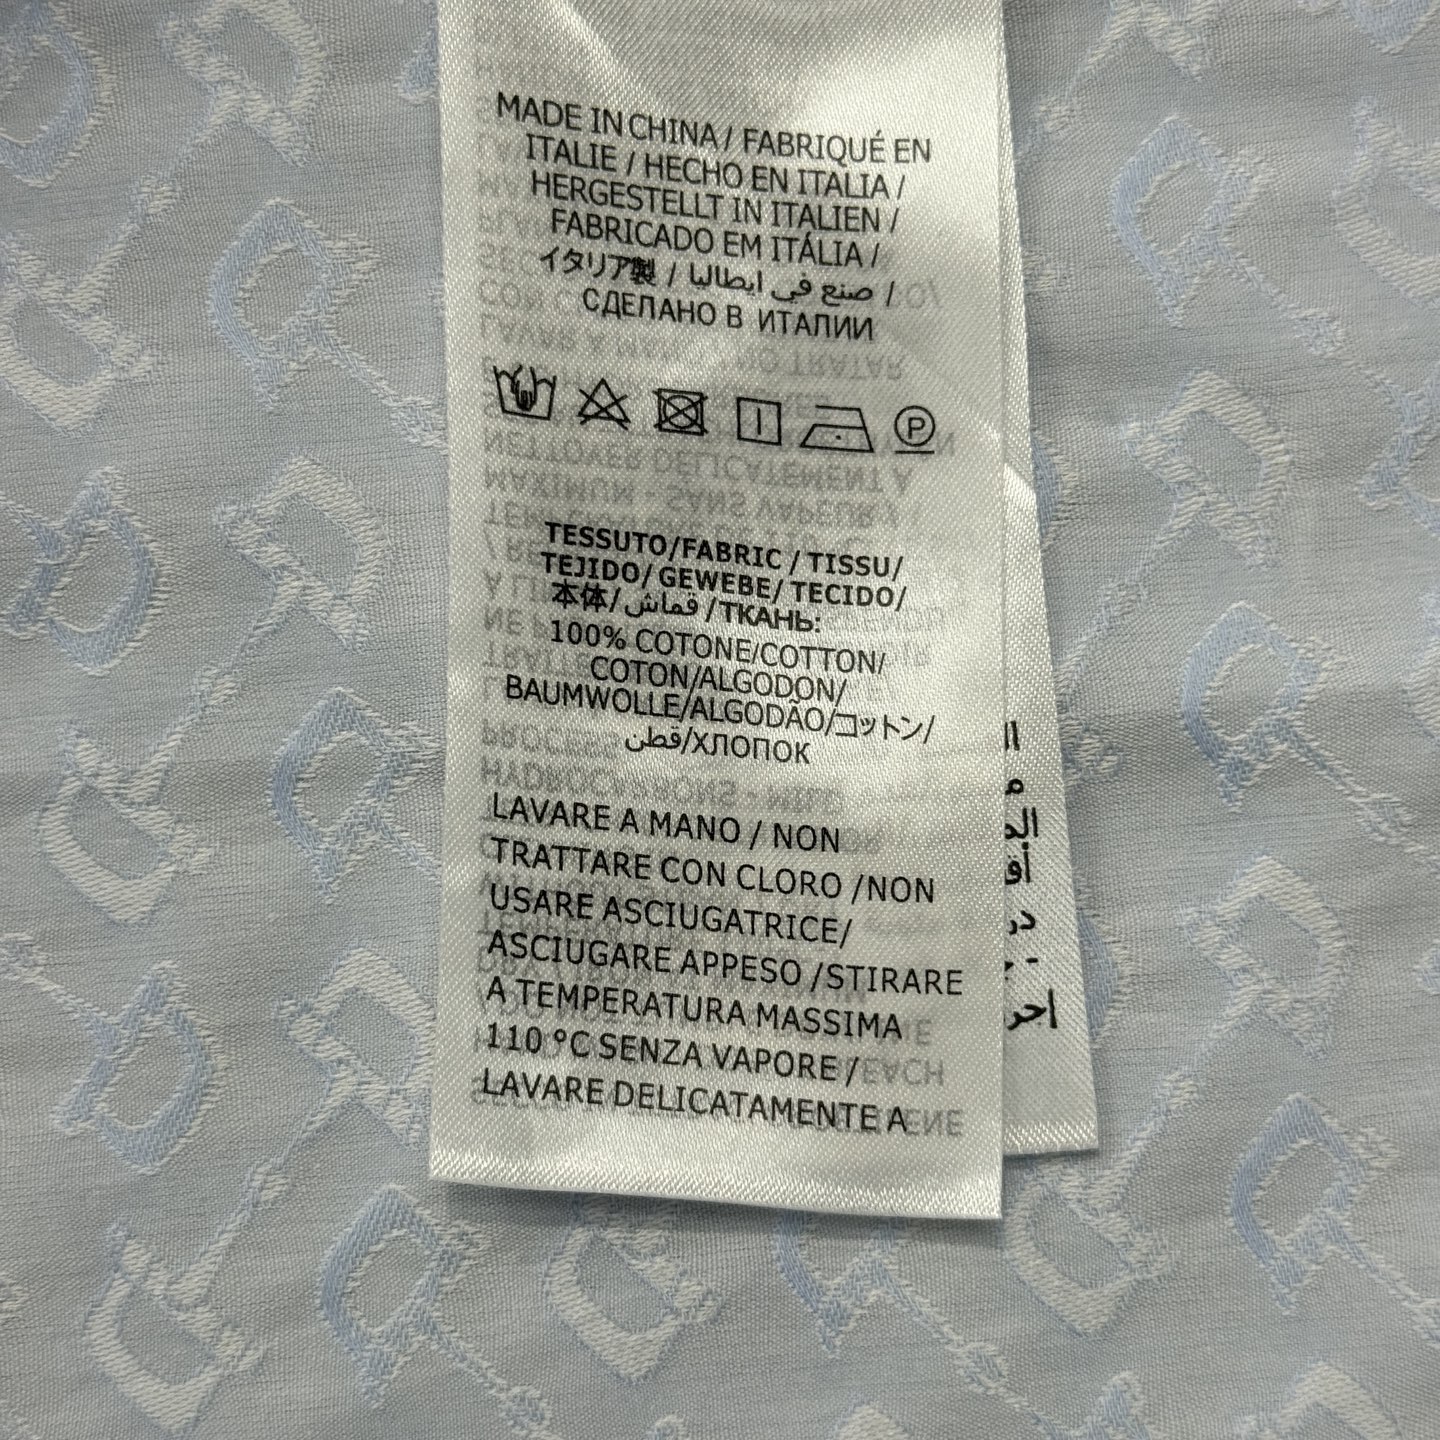 MADE IN CHINA / FABRIQUÉ EN
ITALIE / HECHO EN ITALIA /
HERGESTELLT IN ITALIEN /
FABRICADO EM ITÁLIA /
イタリア製 / صنع في ايطاليا /
СДЕЛАНО В ИТАЛИИ
P
TESSUTO/FABRIC / TISSU/
TEJIDO/ GEWEBE/ TECIDO/
本体/ قماش /ТКАНЬ:
100% COTONE/COTTON/
COTON/ALGODON/
BAUMWOLLE/ALGODÃO/コットン/
قطن/ХЛОПОК
LAVARE A MANO / NON
TRATTARE CON CLORO /NON
USARE ASCIUGATRICE/
ASCIUGARE APPESO /STIRARE
A TEMPERATURA MASSIMA
110 °C SENZA VAPORE /
LAVARE DELICATAMENTE A